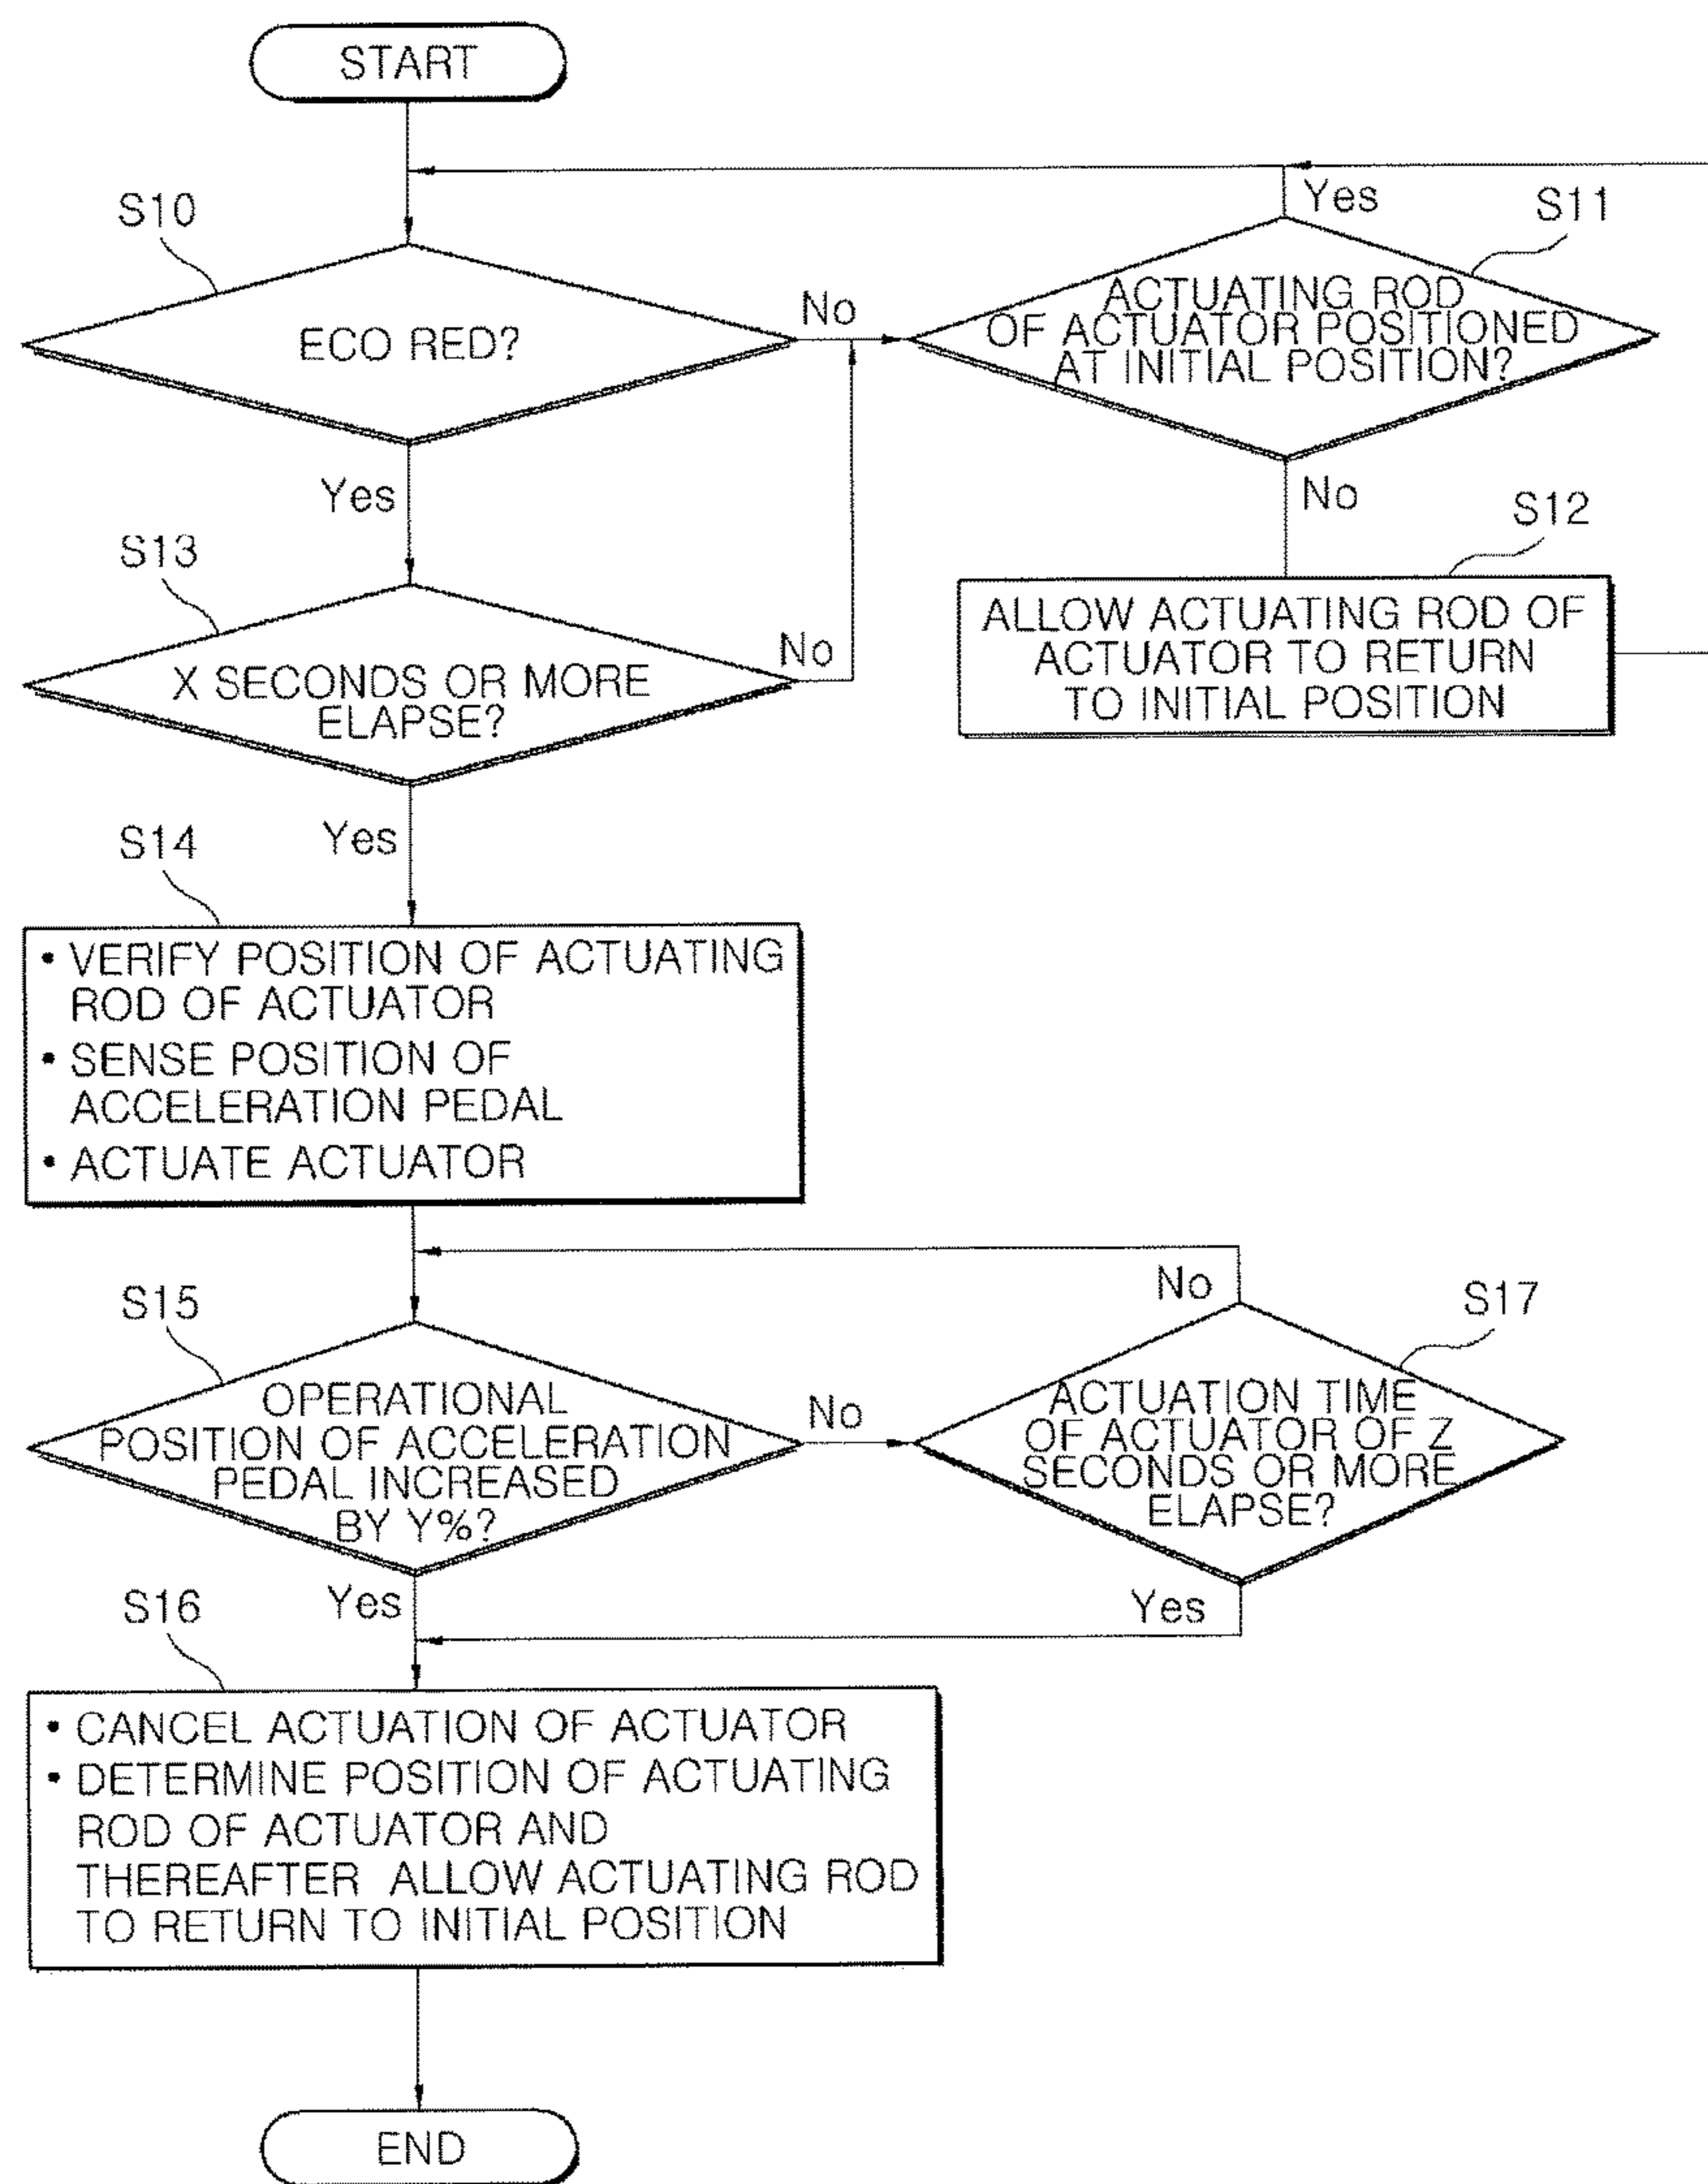 START
S10
ECO RED?
No
Yes
S11
ACTUATING ROD
OF ACTUATOR POSITIONED
AT INITIAL POSITION?
Yes
No
S12
ALLOW ACTUATING ROD OF
ACTUATOR TO RETURN
TO INITIAL POSITION
S13
X SECONDS OR MORE
ELAPSE?
No
Yes
S14
• VERIFY POSITION OF ACTUATING
ROD OF ACTUATOR
• SENSE POSITION OF
ACCELERATION PEDAL
• ACTUATE ACTUATOR
S15
OPERATIONAL
POSITION OF ACCELERATION
PEDAL INCREASED
BY Y%?
No
Yes
S17
ACTUATION TIME
OF ACTUATOR OF Z
SECONDS OR MORE
ELAPSE?
No
Yes
S16
• CANCEL ACTUATION OF ACTUATOR
• DETERMINE POSITION OF ACTUATING
ROD OF ACTUATOR AND
THEREAFTER ALLOW ACTUATING ROD
TO RETURN TO INITIAL POSITION
END